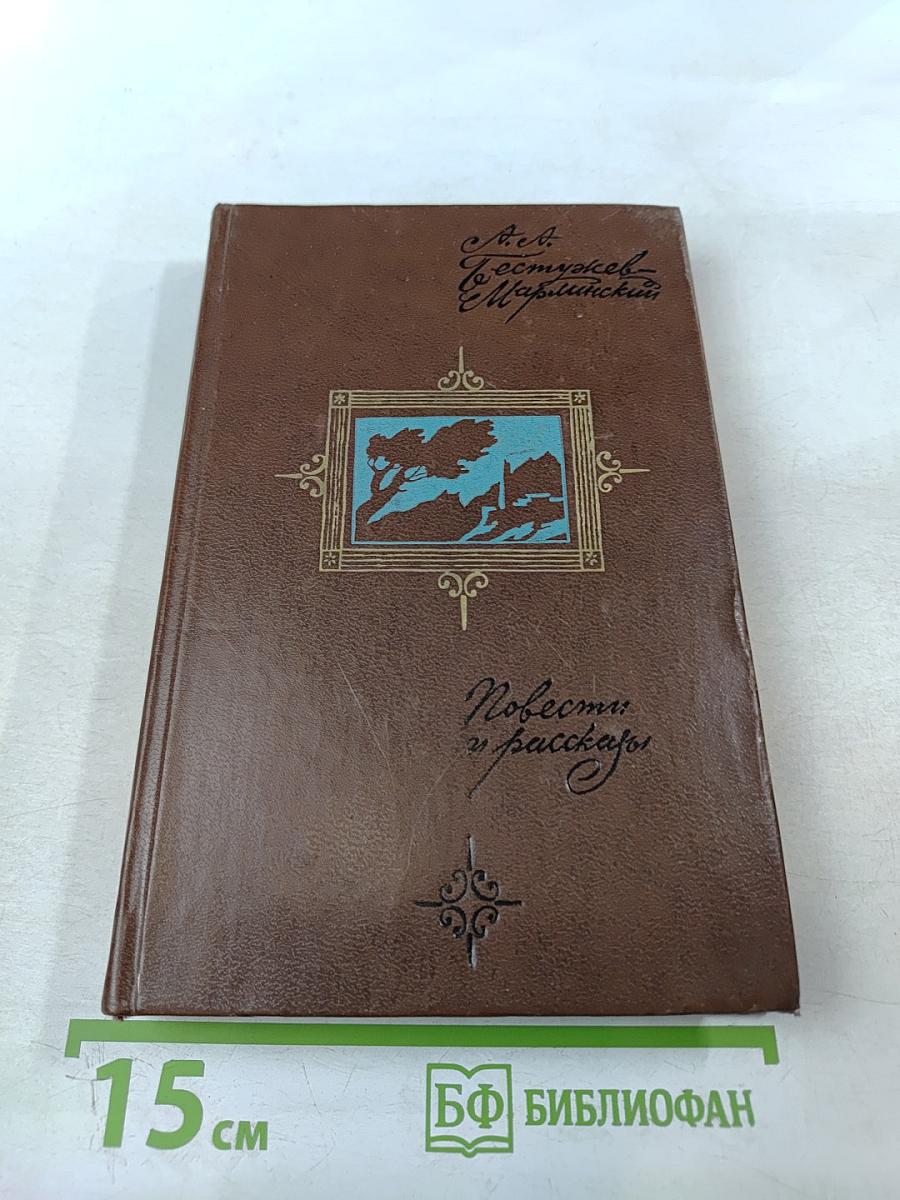 А. А.
Бестужев-
Марлинский
Повести
и рассказы
15 см
БФ БИБЛИОФАН